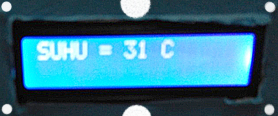 SUHU = 31 C